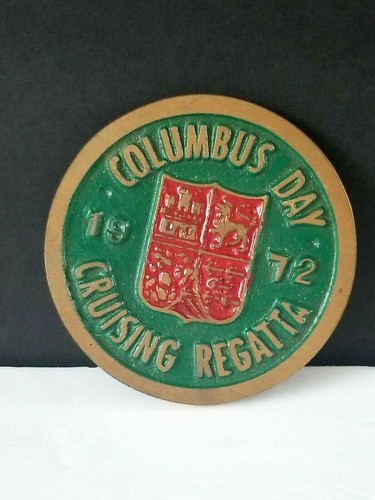 COLUMBUS DAY
19 72
CRUISING REGATTA